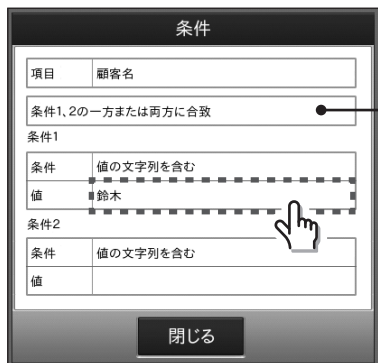 条件
項目 顧客名
条件1、2の一方または両方に合致
条件1
条件 値の文字列を含む
値 鈴木
条件2
条件 値の文字列を含む
値
閉じる